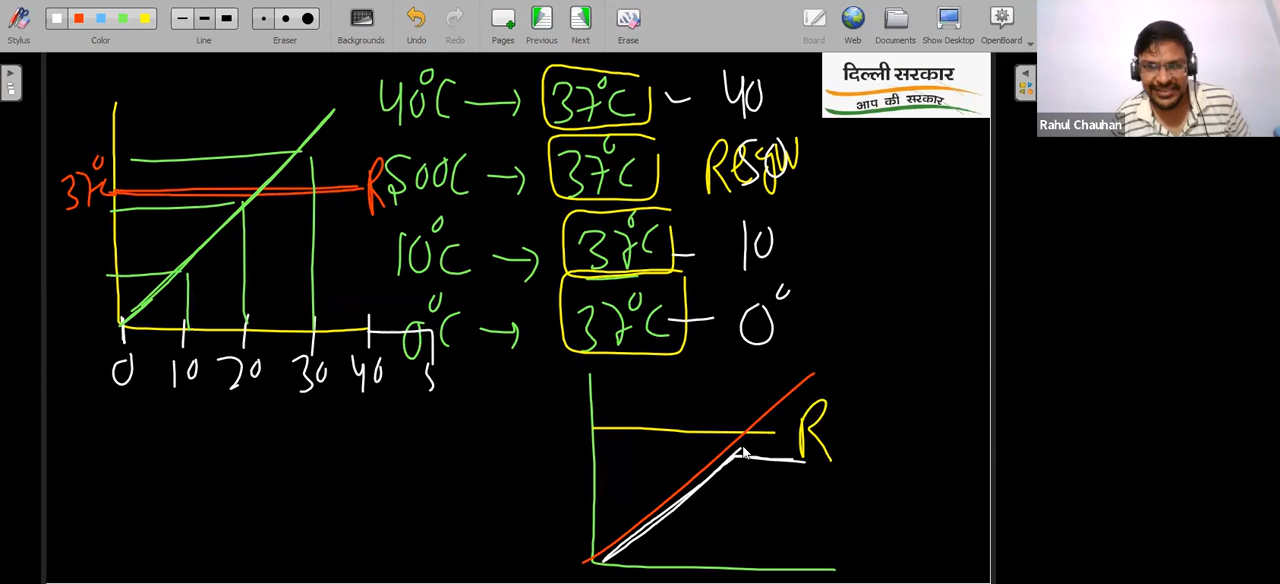 Stylus Color Line Eraser Backgrounds Undo Redo Pages Previous Next Erase Board Web Documents Show Desktop OpenBoard
दिल्ली सरकार
आप की सरकार
Rahul Chauhan
40°C → 37°C - 40
37°C R 500C → 37°C 50
10°C → 37°C - 10
0°C → 37°C - 0°
0 10 20 30 40
R